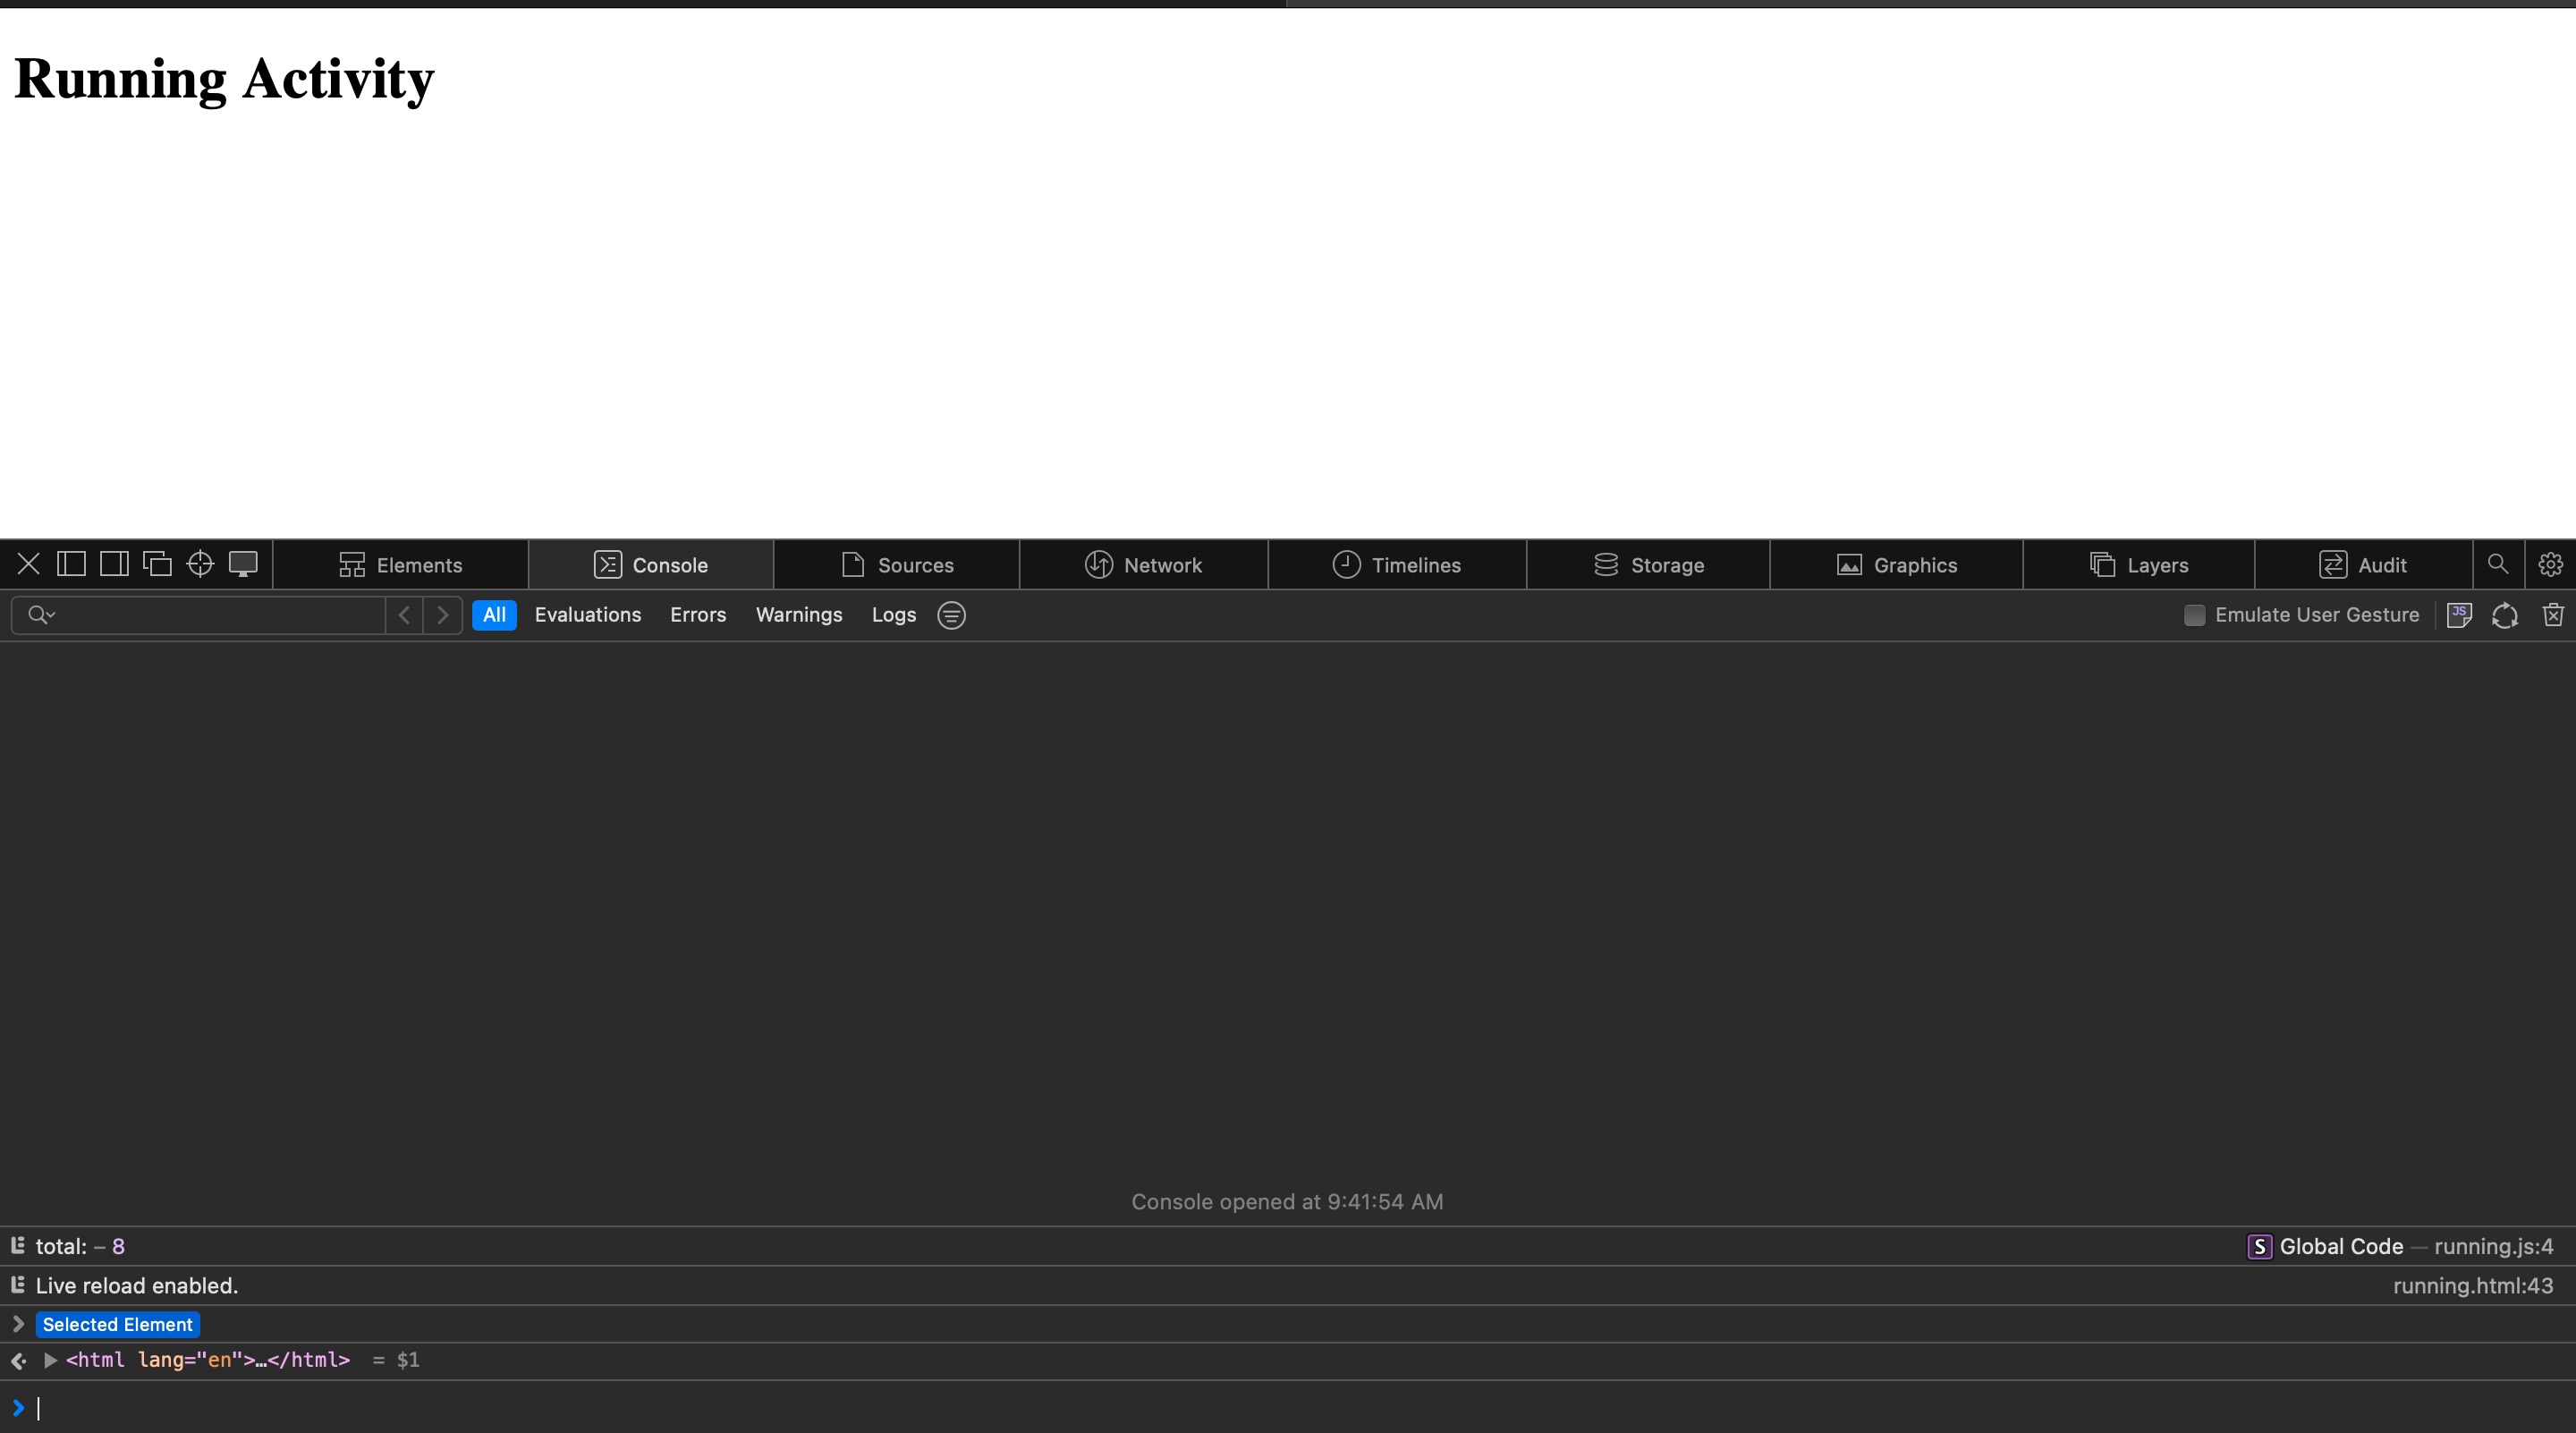 Running Activity
Elements Console Sources Network Timelines Storage Graphics Layers Audit
All Evaluations Errors Warnings Logs Emulate User Gesture JS
Console opened at 9:41:54 AM
total: – 8 S Global Code — running.js:4
Live reload enabled. running.html:43
Selected Element
<html lang="en">…</html> = $1